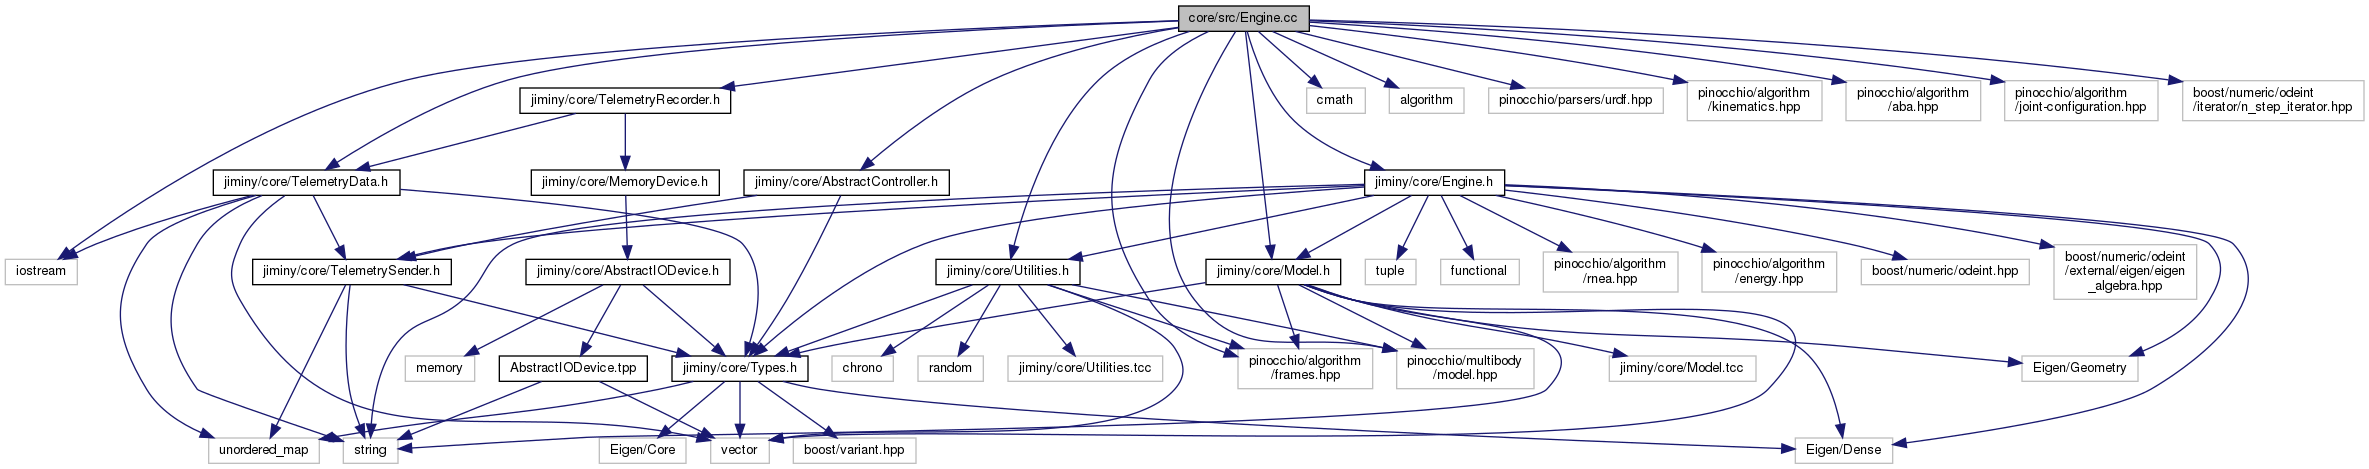 core/src/Engine.cc
jiminy/core/TelemetryRecorder.h
cmath
algorithm
pinocchio/parsers/urdf.hpp
pinocchio/algorithm
/kinematics.hpp
pinocchio/algorithm
/aba.hpp
pinocchio/algorithm
/joint-configuration.hpp
boost/numeric/odeint
/iterator/n_step_iterator.hpp
jiminy/core/TelemetryData.h
jiminy/core/MemoryDevice.h
jiminy/core/AbstractController.h
jiminy/core/Engine.h
iostream
jiminy/core/TelemetrySender.h
jiminy/core/AbstractIODevice.h
jiminy/core/Utilities.h
jiminy/core/Model.h
tuple
functional
pinocchio/algorithm
/rnea.hpp
pinocchio/algorithm
/energy.hpp
boost/numeric/odeint.hpp
boost/numeric/odeint
/external/eigen/eigen
_algebra.hpp
memory
AbstractIODevice.tpp
jiminy/core/Types.h
chrono
random
jiminy/core/Utilities.tcc
pinocchio/algorithm
/frames.hpp
pinocchio/multibody
/model.hpp
jiminy/core/Model.tcc
Eigen/Geometry
unordered_map
string
Eigen/Core
vector
boost/variant.hpp
Eigen/Dense